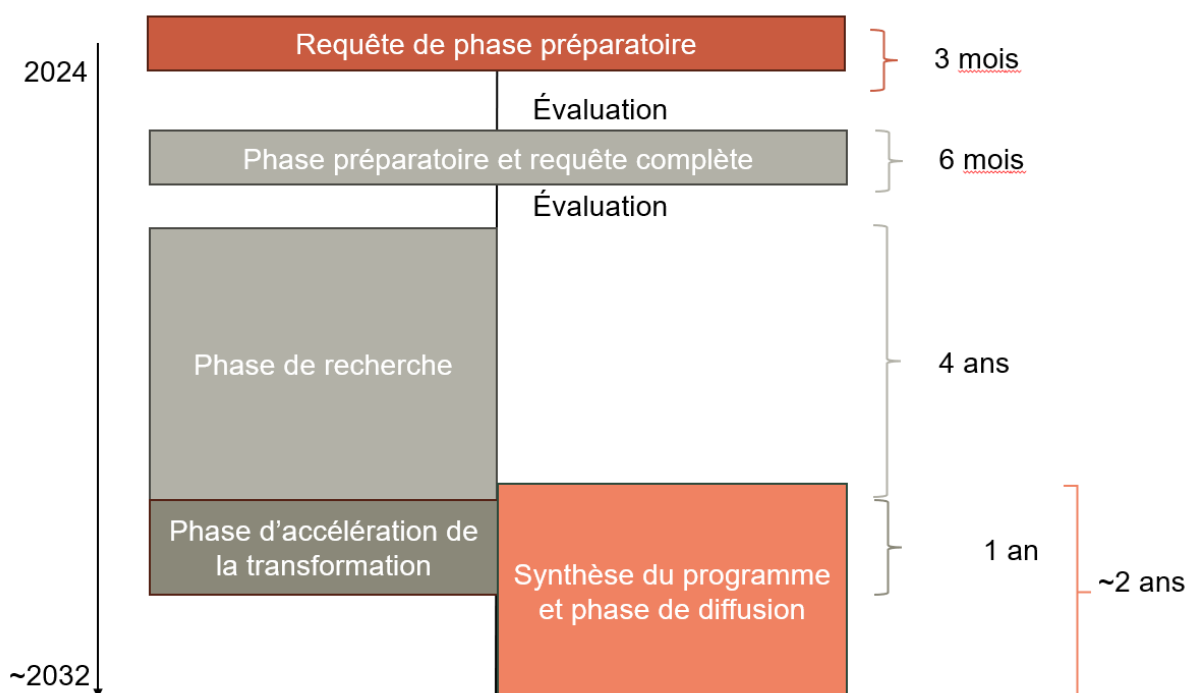 Requête de phase préparatoire
3 mois
2024
Évaluation
Phase préparatoire et requête complète
6 mois
Évaluation
Phase de recherche
4 ans
Phase d’accélération de
la transformation
1 an
Synthèse du programme
et phase de diffusion
~2 ans
~2032